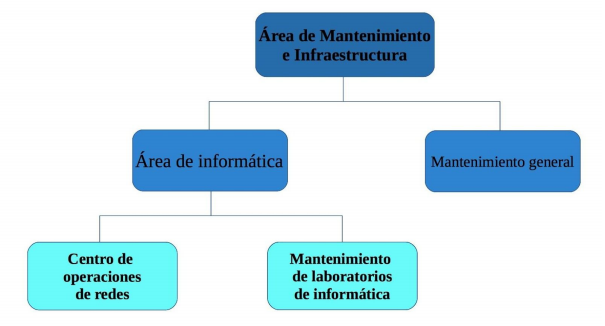 Área de Mantenimiento
e Infraestructura
Área de informática
Mantenimiento general
Centro de
operaciones
de redes
Mantenimiento
de laboratorios
de informática